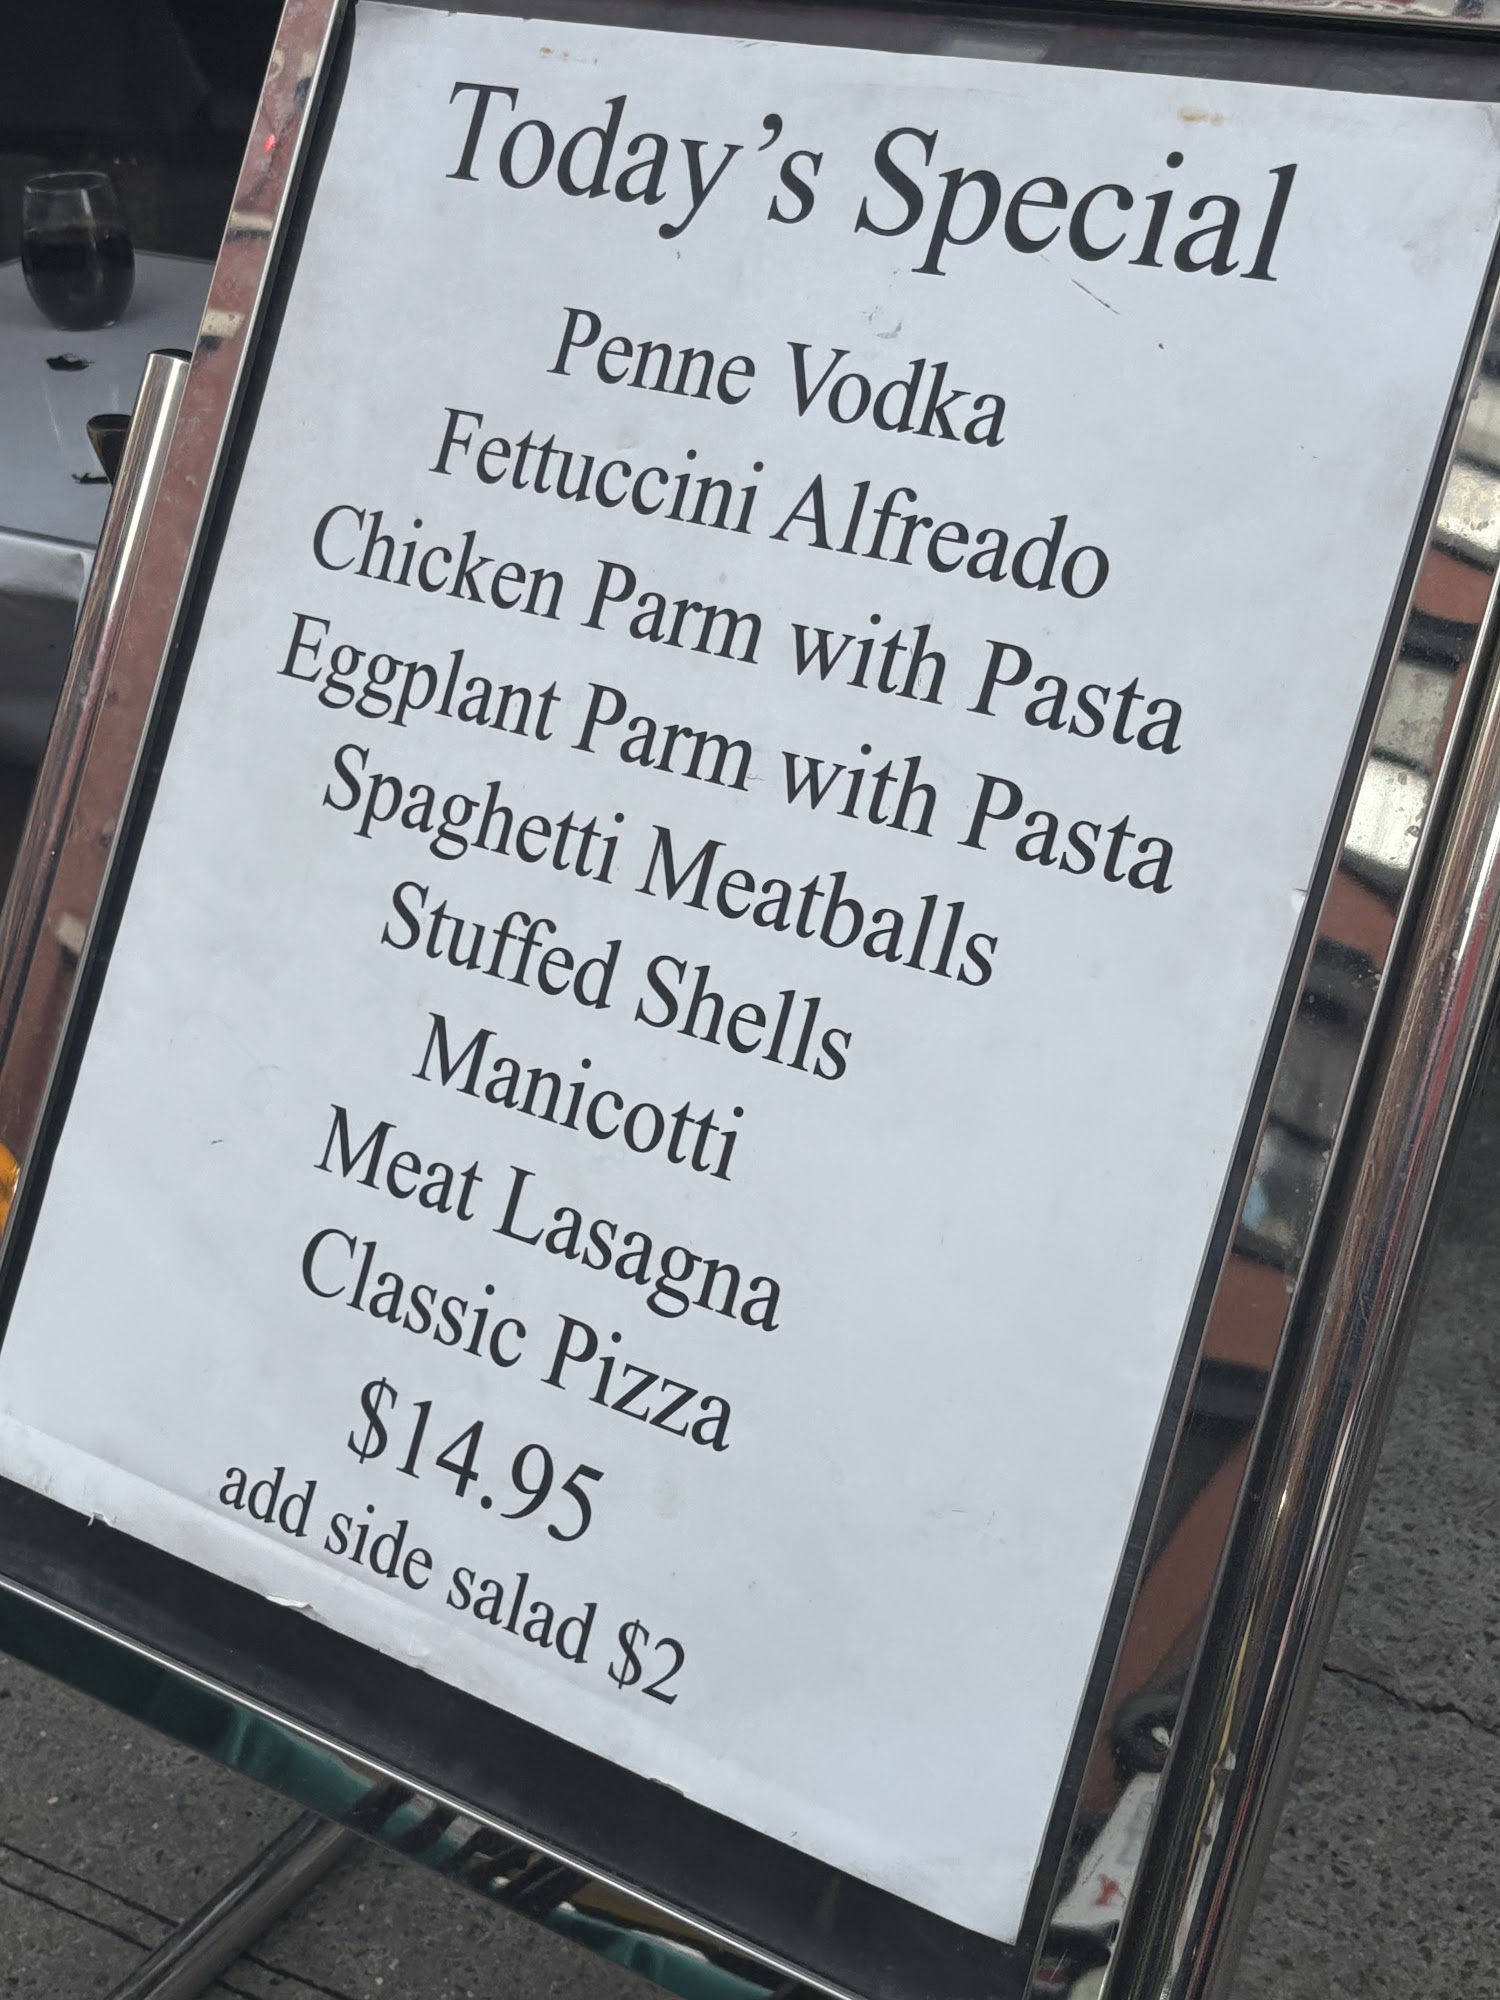 Today’s Special
Penne Vodka
Fettuccini Alfreado
Chicken Parm with Pasta
Eggplant Parm with Pasta
Spaghetti Meatballs
Stuffed Shells
Manicotti
Meat Lasagna
Classic Pizza
$14.95
add side salad $2